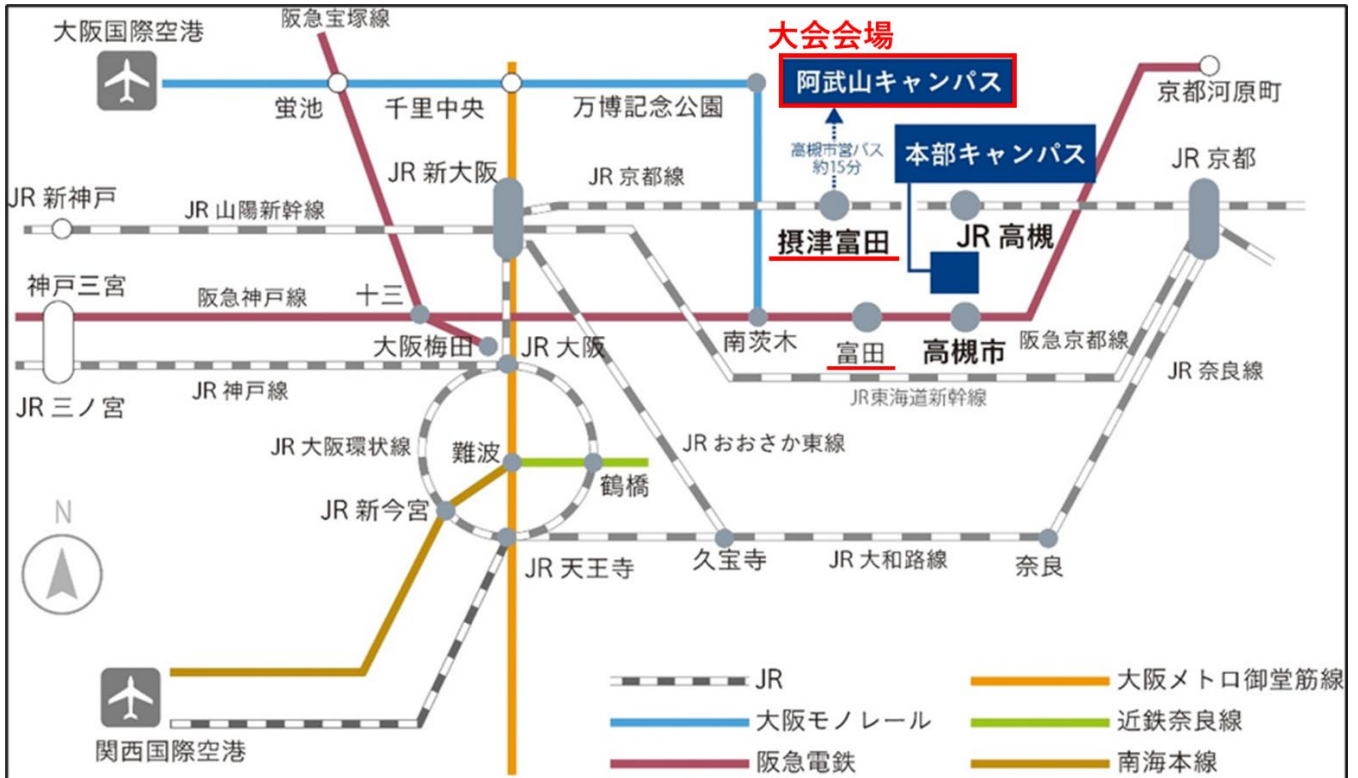 大阪国際空港
阪急宝塚線
大会会場
阿武山キャンパス
京都河原町
蛍池
千里中央
万博記念公園
高槻市営バス
約15分
本部キャンパス
JR 新大阪
JR 京都線
JR 京都
JR 新神戸
JR 山陽新幹線
摂津富田
JR 高槻
神戸三宮
阪急神戸線
十三
大阪梅田
JR 大阪
南茨木
富田
高槻市
阪急京都線
JR 三ノ宮
JR 神戸線
JR東海道新幹線
JR 奈良線
JR 大阪環状線
難波
鶴橋
JR おおさか東線
JR 新今宮
N
JR 天王寺
久宝寺
JR 大和路線
奈良
関西国際空港
JR
大阪モノレール
阪急電鉄
大阪メトロ御堂筋線
近鉄奈良線
南海本線